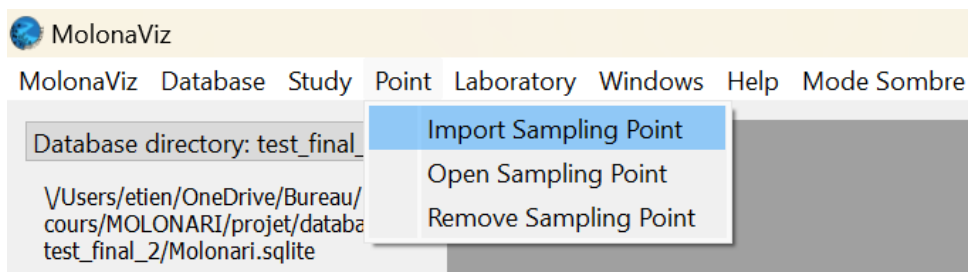 MolonaViz
MolonaViz Database Study Point Laboratory Windows Help Mode Sombre
Import Sampling Point
Open Sampling Point
Remove Sampling Point
Database directory: test_final_
\/Users/etien/OneDrive/Bureau/
cours/MOLONARI/projet/databa
test_final_2/Molonari.sqlite